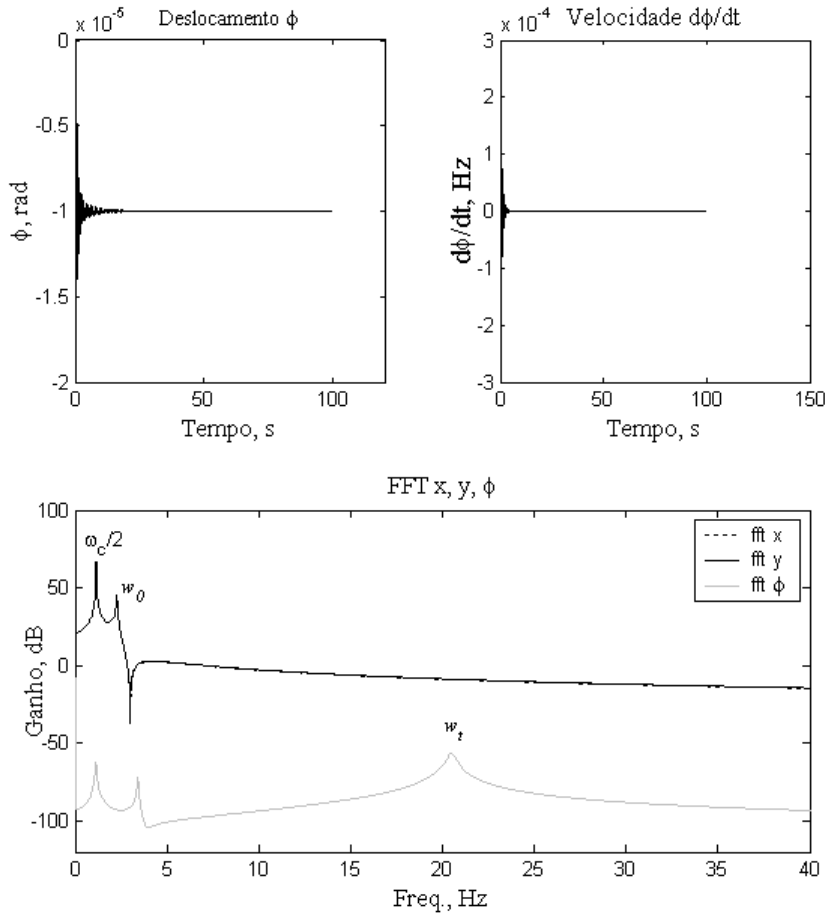 x 10⁻⁵
Deslocamento ϕ
0
-0.5
-1
-1.5
-2
ϕ, rad
0
50
100
Tempo, s
x 10⁻⁴
Velocidade dϕ/dt
3
2
1
0
-1
-2
-3
dϕ/dt, Hz
0
50
100
150
Tempo, s
FFT x, y, ϕ
100
50
0
-50
-100
Ganho, dB
ω_c/2
w_0
w_t
fft x
fft y
fft ϕ
0
5
10
15
20
25
30
35
40
Freq., Hz